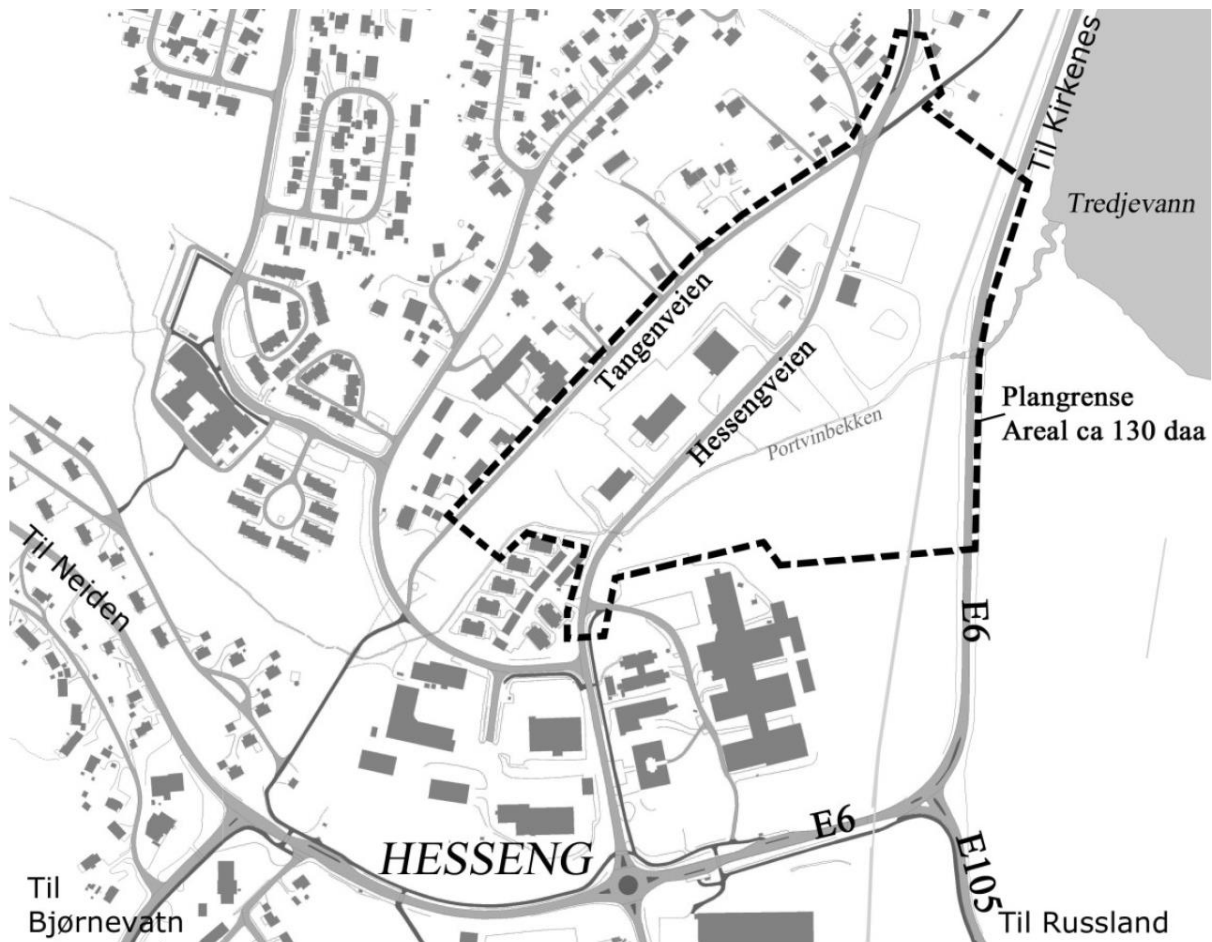 Til Kirkenes
Tredjevann
Tangenveien
Hessengveien
Plangrense
Areal ca 130 daa
Portvinbekken
Til Neiden
E6
E6
HESSENG
E105
Til
Bjørnevatn
Til Russland